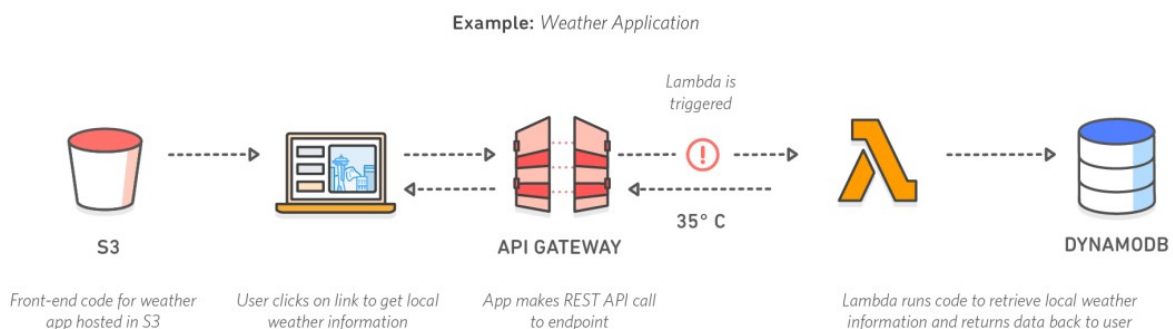 Example: Weather Application
Lambda is
triggered
35° C
S3
API GATEWAY
DYNAMODB
Front-end code for weather
app hosted in S3
User clicks on link to get local
weather information
App makes REST API call
to endpoint
Lambda runs code to retrieve local weather
information and returns data back to user